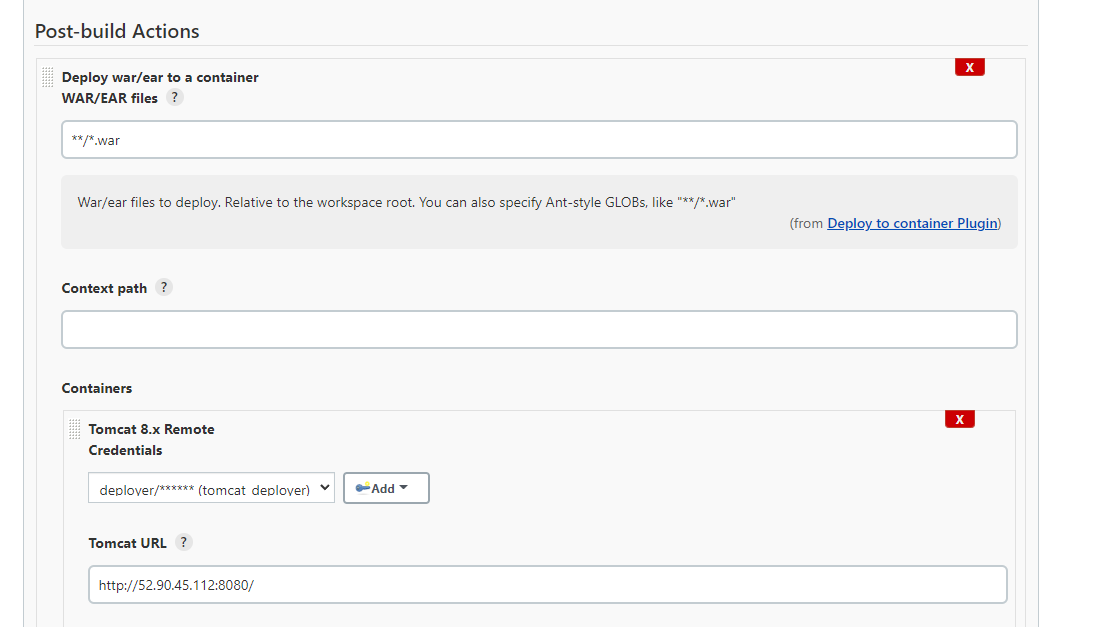 Post-build Actions
X
Deploy war/ear to a container
WAR/EAR files ?
**/*.war
War/ear files to deploy. Relative to the workspace root. You can also specify Ant-style GLOBs, like "**/*.war"
(from Deploy to container Plugin)
Context path ?
Containers
X
Tomcat 8.x Remote
Credentials
deployer/****** (tomcat_deployer) Add
Tomcat URL ?
http://52.90.45.112:8080/